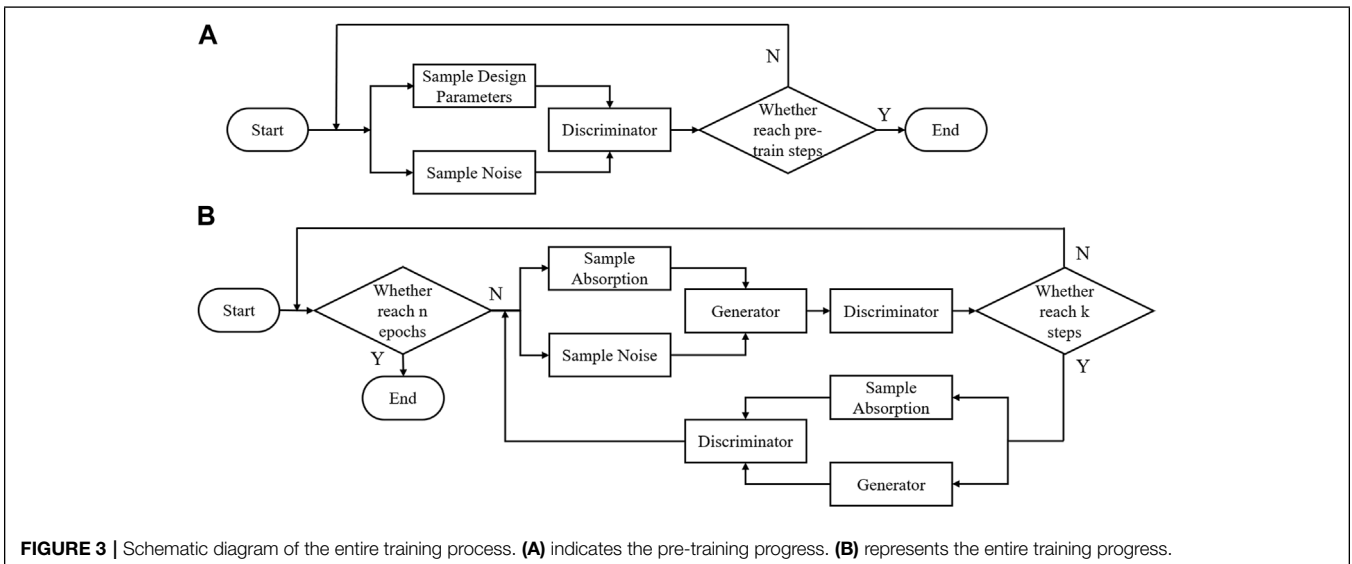 A
N
Sample Design
Parameters
Start
Discriminator
Whether
reach pre-
train steps
Y
End
Sample Noise
B
N
Sample
Absorption
Whether
reach n
epochs
N
Start
Generator
Discriminator
Whether
reach k
steps
Y
Sample Noise
Y
End
Sample
Absorption
Discriminator
Generator
FIGURE 3 | Schematic diagram of the entire training process. (A) indicates the pre-training progress. (B) represents the entire training progress.